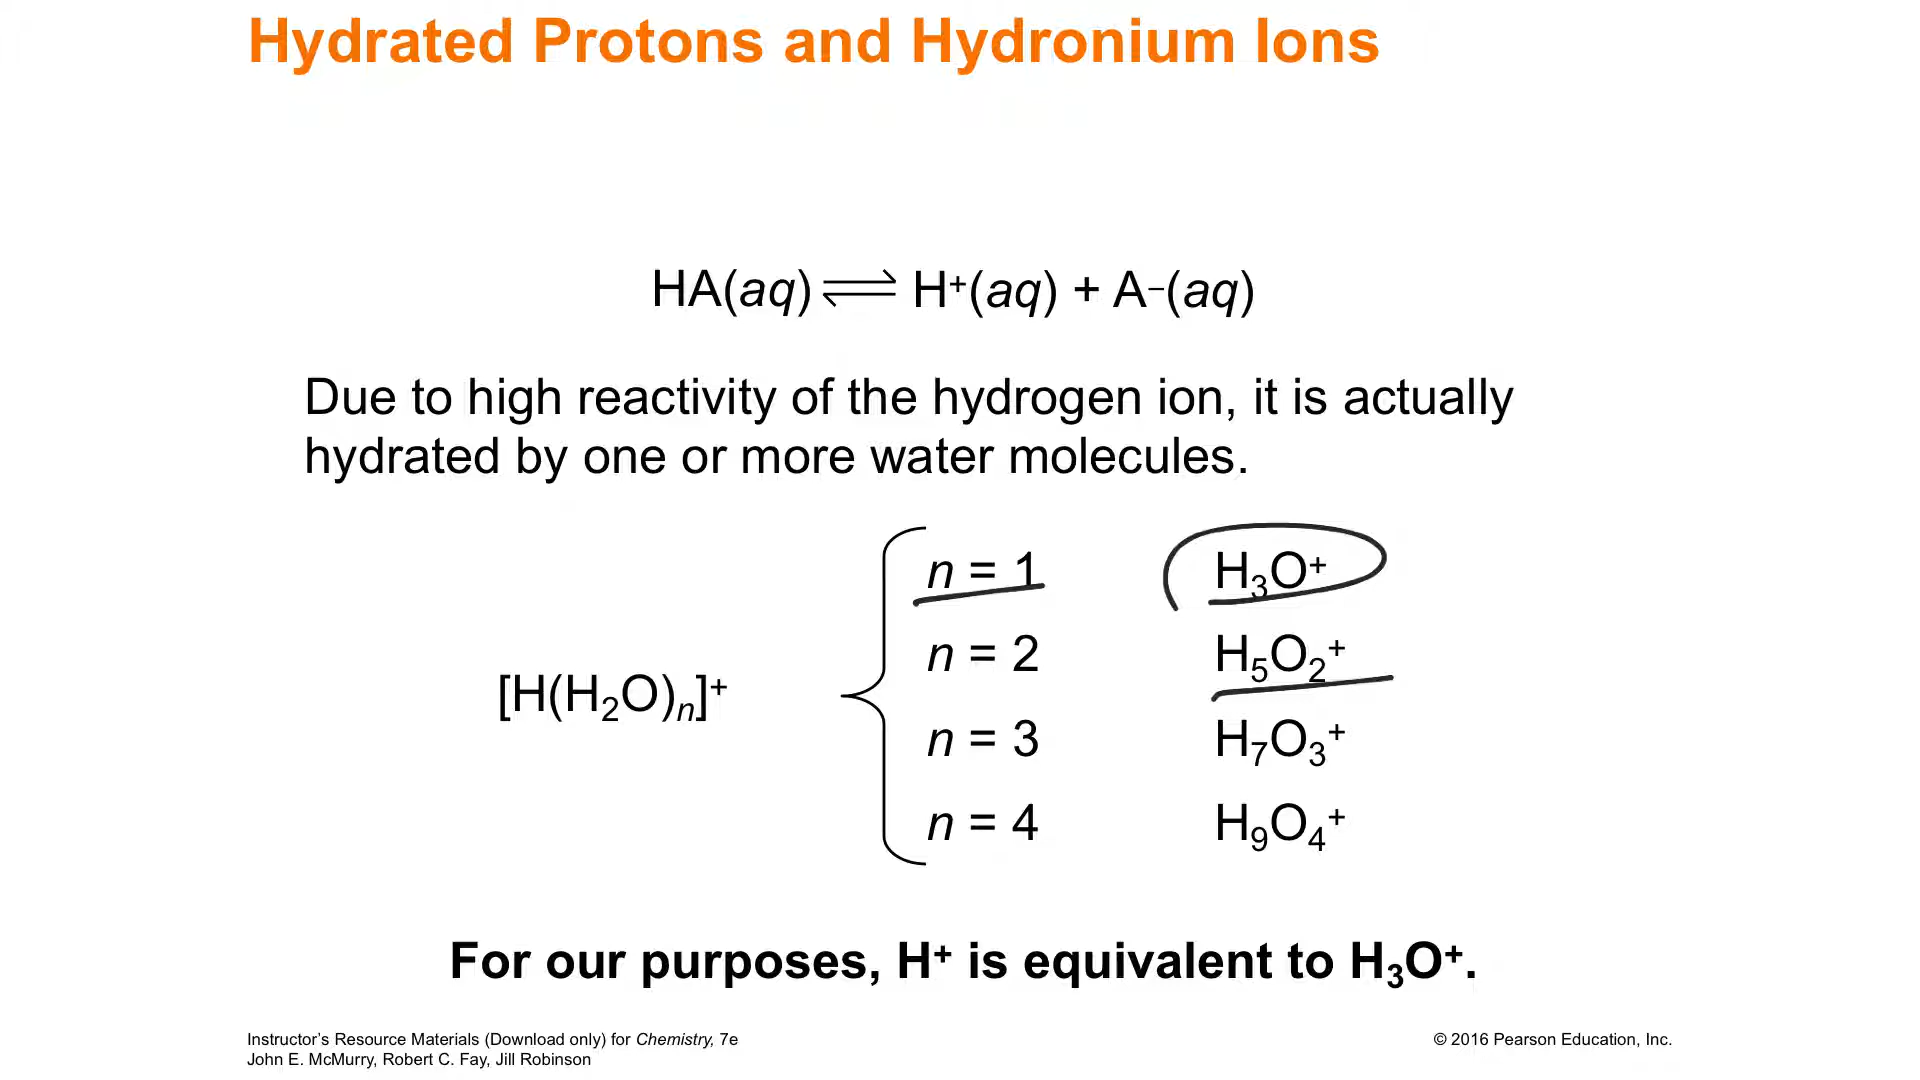 Hydrated Protons and Hydronium Ions
HA(aq) ⇌ H⁺(aq) + A⁻(aq)
Due to high reactivity of the hydrogen ion, it is actually
hydrated by one or more water molecules.
n = 1 H₃O⁺
n = 2 H₅O₂⁺
[H(H₂O)ₙ]⁺
n = 3 H₇O₃⁺
n = 4 H₉O₄⁺
For our purposes, H⁺ is equivalent to H₃O⁺.
Instructor’s Resource Materials (Download only) for Chemistry, 7e
John E. McMurry, Robert C. Fay, Jill Robinson
© 2016 Pearson Education, Inc.